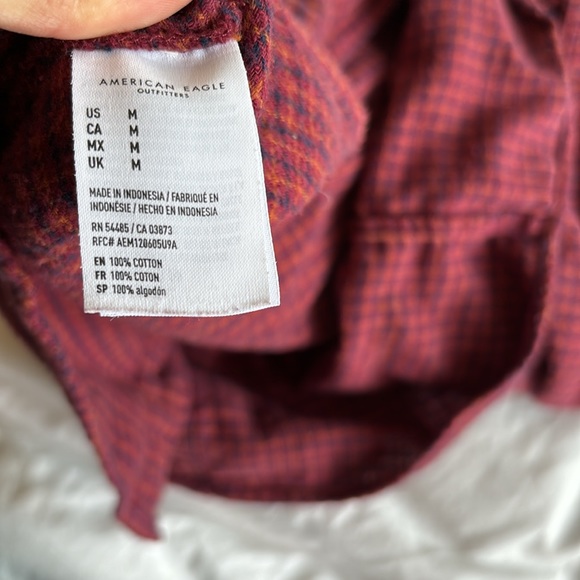 AMERICAN EAGLE
OUTFITTERS
US M
CA M
MX M
UK M
MADE IN INDONESIA / FABRIQUÉ EN
INDONÉSIE / HECHO EN INDONESIA
RN 54485 / CA 03873
RFC# AEM120605U9A
EN 100% COTTON
FR 100% COTON
SP 100% algodón